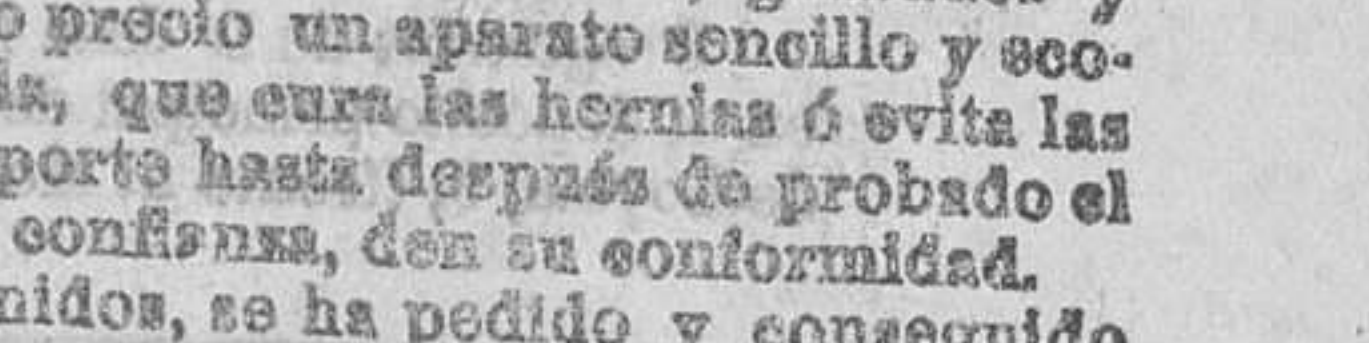 o precio un aparato sencillo y eco-
que cura las hernias ó evita las
porte hasta después de probado el
confianza, den su conformidad.
nidos, se ha pedido y conseguido